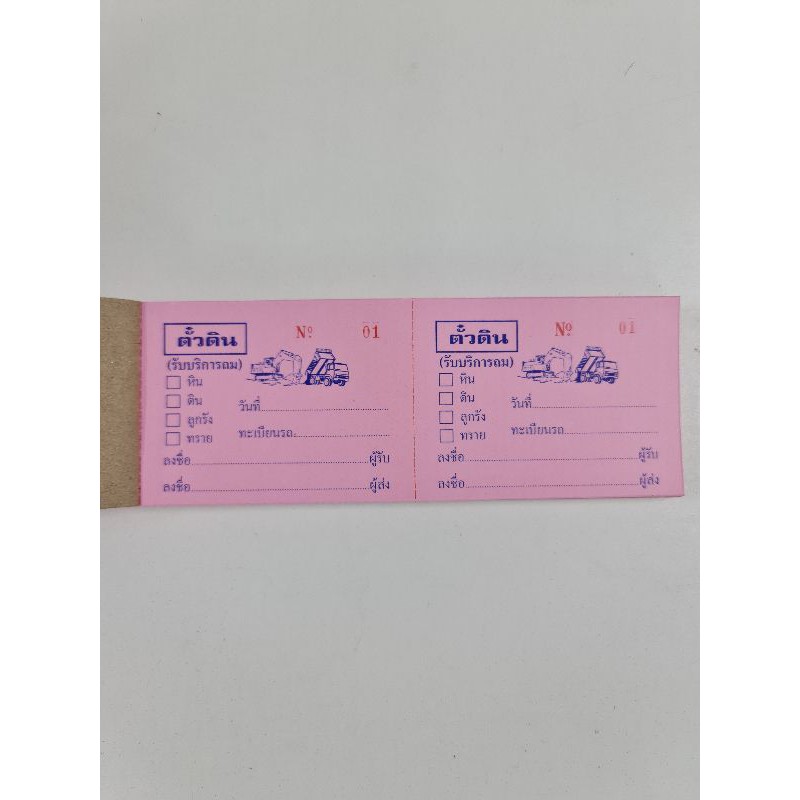 ตั๋วดิน Nº 01
(รับบริการถม)
หิน
ดิน วันที่
ลูกรัง
ทราย ทะเบียนรถ
ลงชื่อ ผู้รับ
ลงชื่อ ผู้ส่ง
ตั๋วดิน Nº 01
(รับบริการถม)
หิน
ดิน วันที่
ลูกรัง
ทราย ทะเบียนรถ
ลงชื่อ ผู้รับ
ลงชื่อ ผู้ส่ง